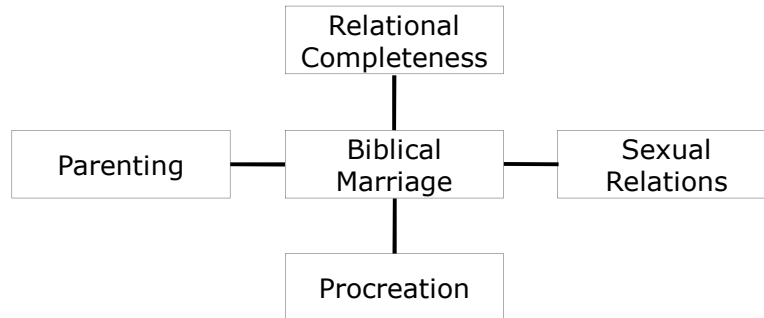 Relational
Completeness
Parenting
Biblical
Marriage
Sexual
Relations
Procreation